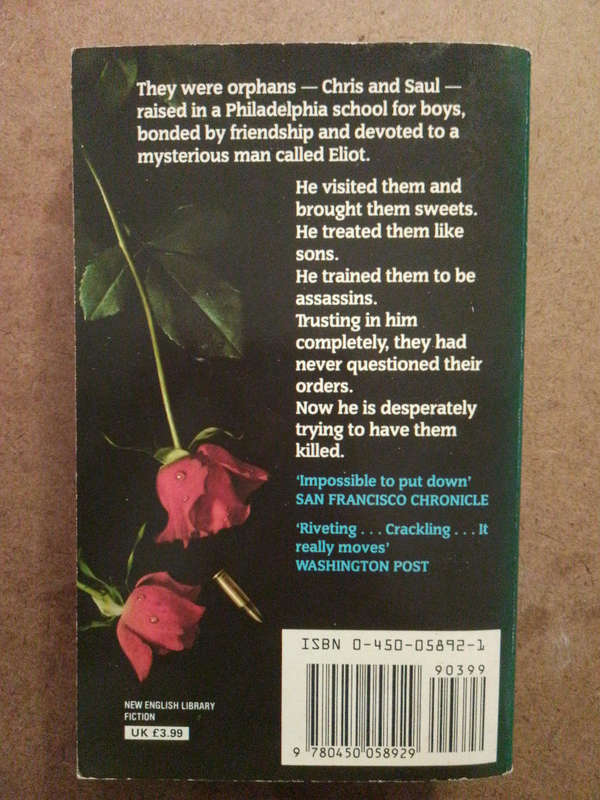 They were orphans — Chris and Saul —
raised in a Philadelphia school for boys,
bonded by friendship and devoted to a
mysterious man called Eliot.
He visited them and
brought them sweets.
He treated them like
sons.
He trained them to be
assassins.
Trusting in him
completely, they had
never questioned their
orders.
Now he is desperately
trying to have them
killed.
‘Impossible to put down’
SAN FRANCISCO CHRONICLE
‘Riveting . . . Crackling . . . It
really moves’
WASHINGTON POST
ISBN 0-450-05892-1
90399
9 780450 058929
NEW ENGLISH LIBRARY
FICTION
UK £3.99